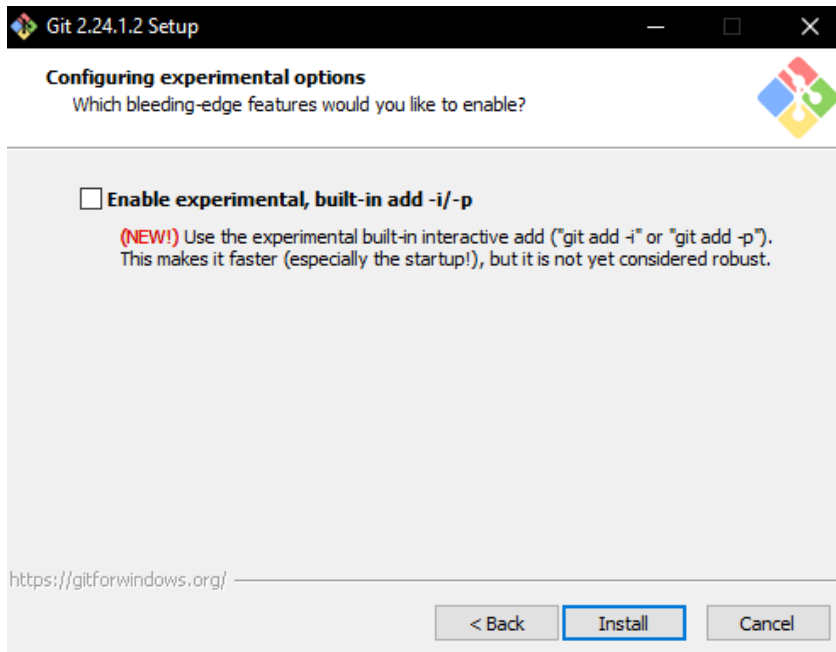 Git 2.24.1.2 Setup
Configuring experimental options
Which bleeding-edge features would you like to enable?
Enable experimental, built-in add -i/-p
(NEW!) Use the experimental built-in interactive add ("git add -i" or "git add -p").
This makes it faster (especially the startup!), but it is not yet considered robust.
https://gitforwindows.org/
< Back Install Cancel